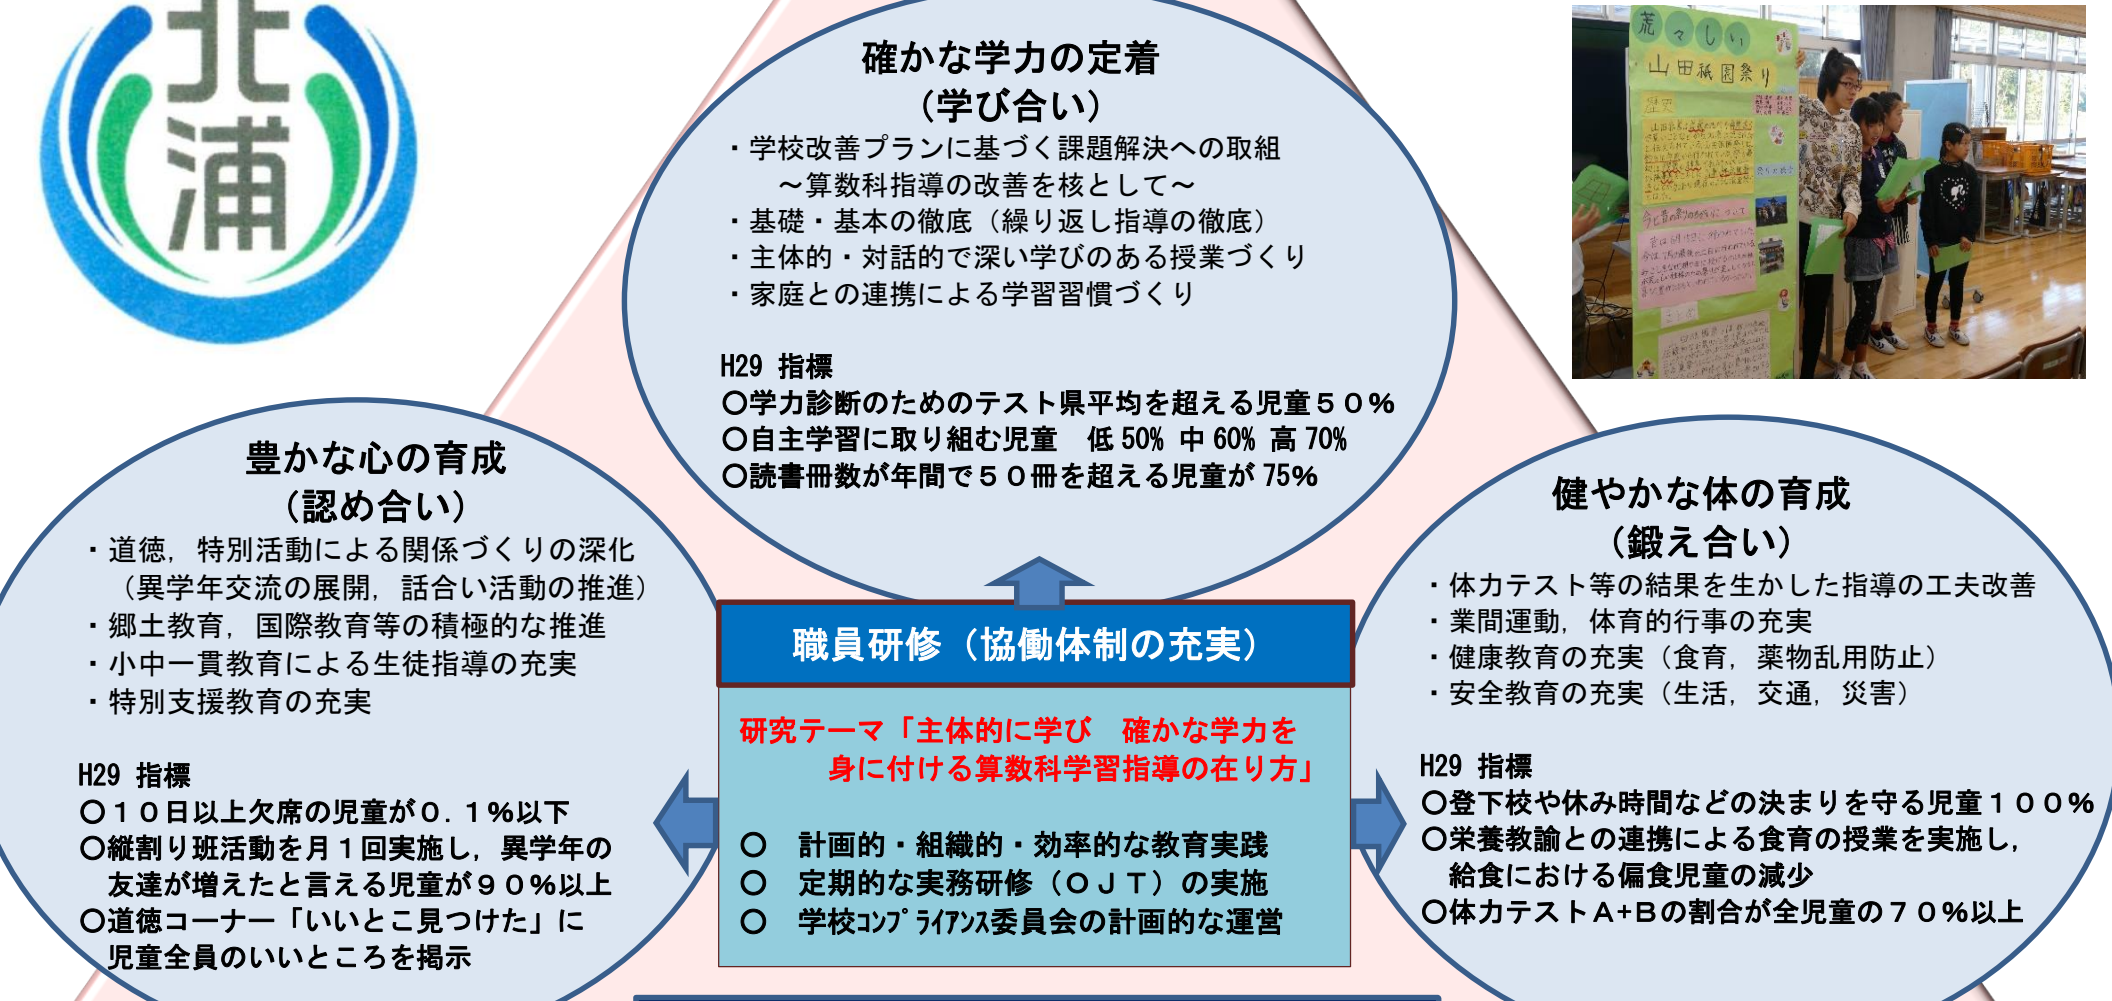 北
浦
確かな学力の定着
(学び合い)
・学校改善プランに基づく課題解決への取組
～算数科指導の改善を核として～
・基礎・基本の徹底（繰り返し指導の徹底）
・主体的・対話的で深い学びのある授業づくり
・家庭との連携による学習習慣づくり
H29 指標
〇学力診断のためのテスト県平均を超える児童５０%
〇自主学習に取り組む児童　低50% 中60% 高70%
〇読書冊数が年間で５０冊を超える児童が75%
荒々しい
山田祇園祭り
歴史
豊かな心の育成
（認め合い）
・道徳，特別活動による関係づくりの深化
（異学年交流の展開，話合い活動の推進）
・郷土教育，国際教育等の積極的な推進
・小中一貫教育による生徒指導の充実
・特別支援教育の充実
H29 指標
〇１０日以上欠席の児童が０．１%以下
〇縦割り班活動を月１回実施し，異学年の
友達が増えたと言える児童が９０%以上
〇道徳コーナー「いいとこ見つけた」に
児童全員のいいところを掲示
職員研修（協働体制の充実）
研究テーマ「主体的に学び　確かな学力を
身に付ける算数科学習指導の在り方」
〇　計画的・組織的・効率的な教育実践
〇　定期的な実務研修（ＯＪＴ）の実施
〇　学校ｺﾝﾌﾟﾗｲｱﾝｽ委員会の計画的な運営
健やかな体の育成
（鍛え合い）
・体力テスト等の結果を生かした指導の工夫改善
・業間運動，体育的行事の充実
・健康教育の充実（食育，薬物乱用防止）
・安全教育の充実（生活，交通，災害）
H29 指標
〇登下校や休み時間などの決まりを守る児童１００%
〇栄養教諭との連携による食育の授業を実施し，
給食における偏食児童の減少
〇体力テストＡ+Ｂの割合が全児童の７０%以上